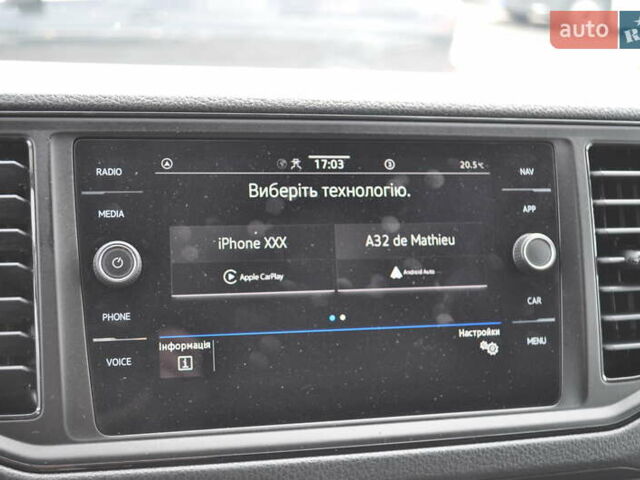 auto
RADIO
MEDIA
PHONE
VOICE
17:03
3
20.5°C
Виберіть технологію.
iPhone XXX
Apple CarPlay
A32 de Mathieu
Android Auto
Інформація
i
Настройки
NAV
APP
CAR
MENU